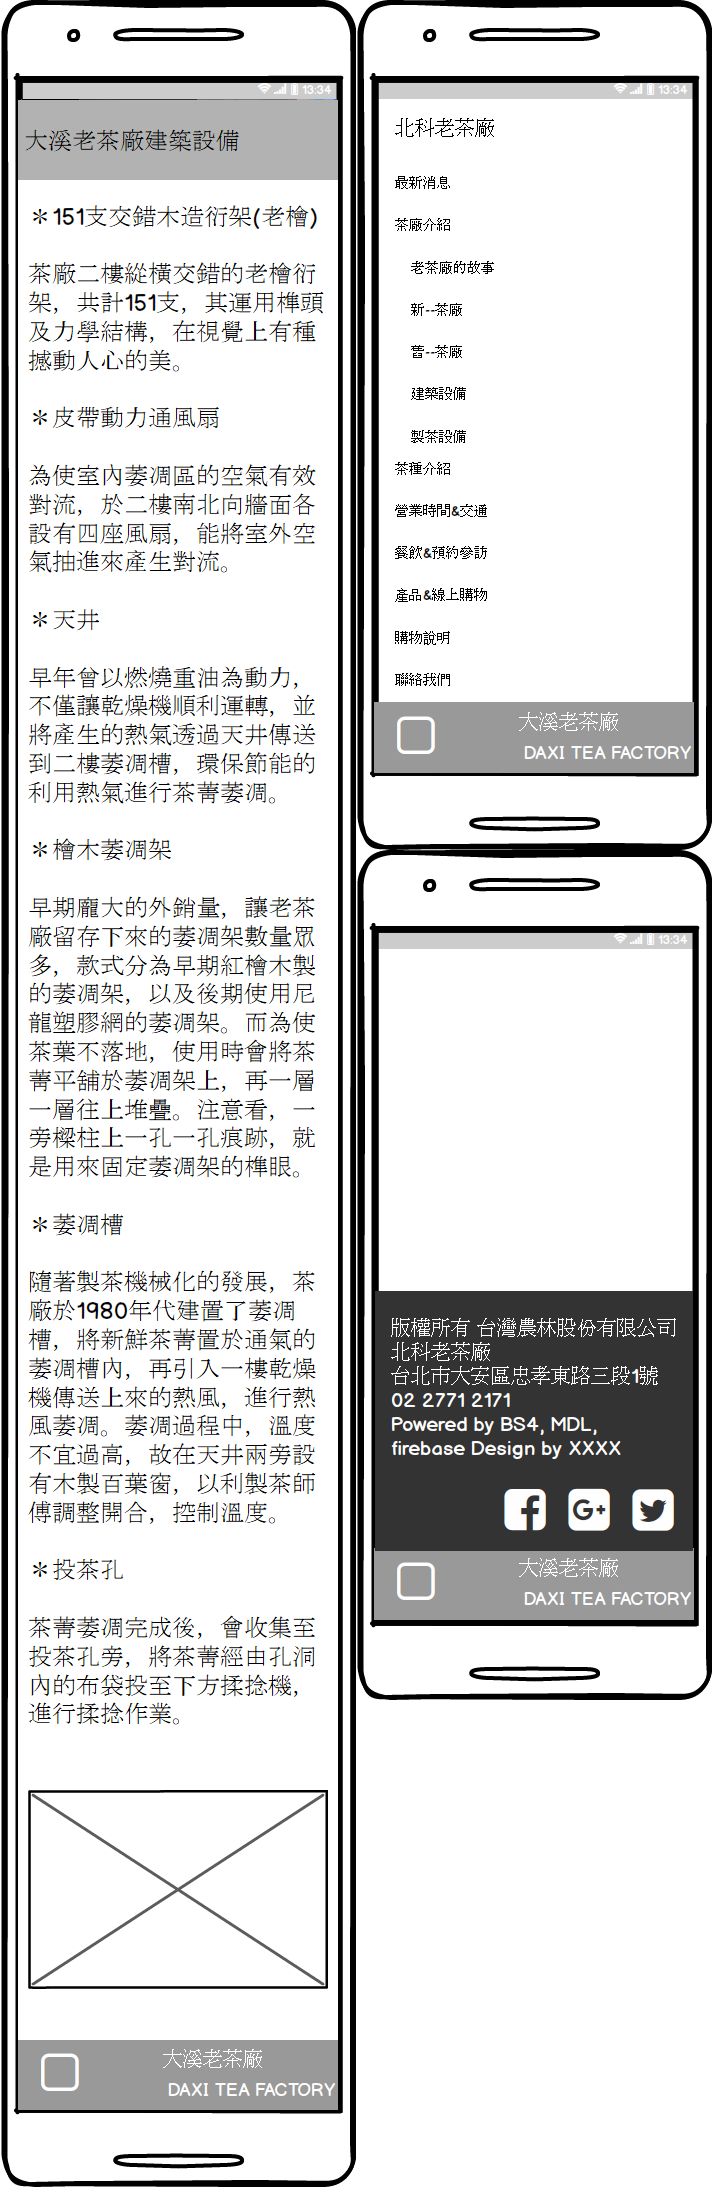 13:34
大溪老茶廠建築設備
＊151支交錯木造衍架(老檜)
茶廠二樓縱橫交錯的老檜衍
架，共計151支，其運用榫頭
及力學結構，在視覺上有種
撼動人心的美。
＊皮帶動力通風扇
為使室內萎凋區的空氣有效
對流，於二樓南北向牆面各
設有四座風扇，能將室外空
氣抽進來產生對流。
＊天井
早年曾以燃燒重油為動力，
不僅讓乾燥機順利運轉，並
將產生的熱氣透過天井傳送
到二樓萎凋槽，環保節能的
利用熱氣進行茶菁萎凋。
＊檜木萎凋架
早期龐大的外銷量，讓老茶
廠留存下來的萎凋架數量眾
多，款式分為早期紅檜木製
的萎凋架，以及後期使用尼
龍塑膠網的萎凋架。而為使
茶葉不落地，使用時會將茶
菁平舖於萎凋架上，再一層
一層往上堆疊。注意看，一
旁樑柱上一孔一孔痕跡，就
是用來固定萎凋架的榫眼。
＊萎凋槽
隨著製茶機械化的發展，茶
廠於1980年代建置了萎凋
槽，將新鮮茶菁置於通氣的
萎凋槽內，再引入一樓乾燥
機傳送上來的熱風，進行熱
風萎凋。萎凋過程中，溫度
不宜過高，故在天井兩旁設
有木製百葉窗，以利製茶師
傅調整開合，控制溫度。
＊投茶孔
茶菁萎凋完成後，會收集至
投茶孔旁，將茶菁經由孔洞
內的布袋投至下方揉捻機，
進行揉捻作業。
大溪老茶廠
DAXI TEA FACTORY
13:34
北科老茶廠
最新消息
茶廠介紹
老茶廠的故事
新--茶廠
舊--茶廠
建築設備
製茶設備
茶種介紹
營業時間&交通
餐飲&預約參訪
產品&線上購物
購物說明
聯絡我們
大溪老茶廠
DAXI TEA FACTORY
13:34
版權所有 台灣農林股份有限公司
北科老茶廠
台北市大安區忠孝東路三段1號
02 2771 2171
Powered by BS4, MDL,
firebase Design by XXXX
大溪老茶廠
DAXI TEA FACTORY